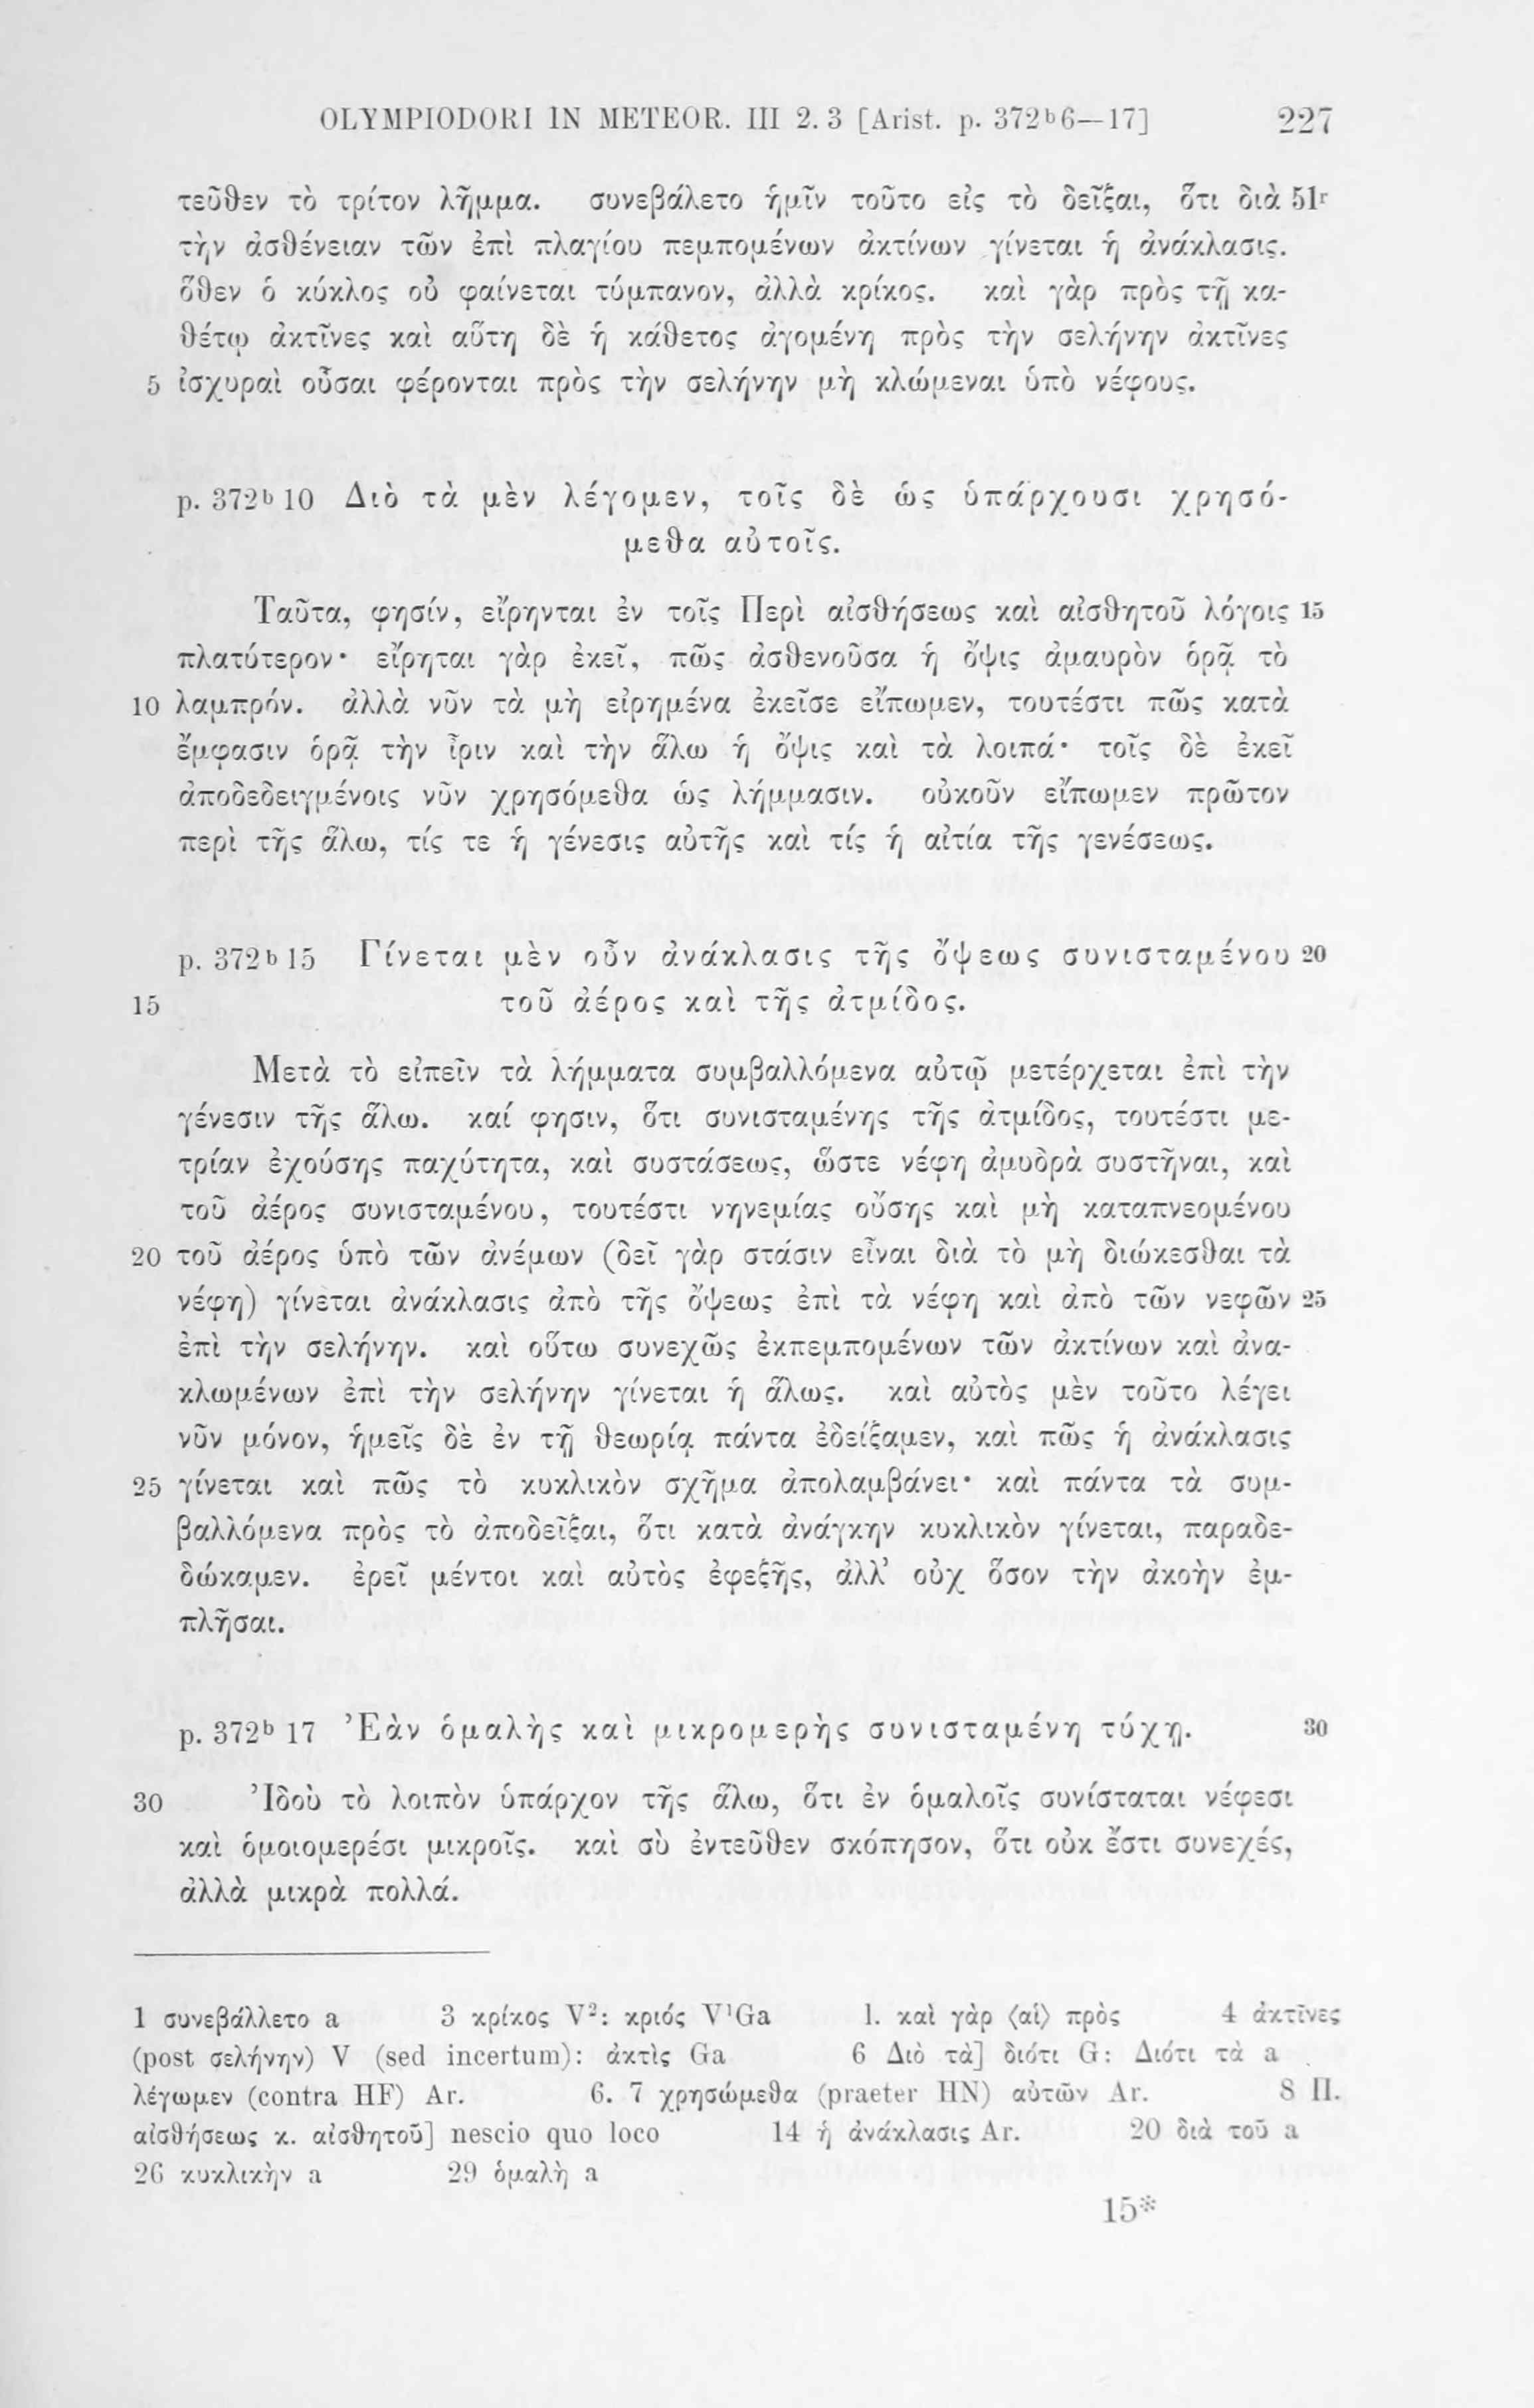 OLYMPIODORI IN METEOR. III 2. 3 [Arist. p. 372ᵇ6—17] 227
τεῦθεν τὸ τρίτον λῆμμα. συνεβάλετο ἡμῖν τοῦτο εἰς τὸ δεῖξαι, ὅτι διὰ 51ʳ
τὴν ἀσθένειαν τῶν ἐπὶ πλαγίου πεμπομένων ἀκτίνων γίνεται ἡ ἀνάκλασις.
ὅθεν ὁ κύκλος οὐ φαίνεται τύμπανον, ἀλλὰ κρίκος. καὶ γὰρ πρὸς τῇ κα-
θέτῳ ἀκτῖνες καὶ αὕτη δὲ ἡ κάθετος ἀγομένη πρὸς τὴν σελήνην ἀκτῖνες
5 ἰσχυραὶ οὖσαι φέρονται πρὸς τὴν σελήνην μὴ κλώμεναι ὑπὸ νέφους.
p. 372ᵇ 10 Διὸ τὰ μὲν λέγομεν, τοῖς δὲ ὡς ὑπάρχουσι χρησό-
μεθα αὐτοῖς.
Ταῦτα, φησίν, εἴρηνται ἐν τοῖς Περὶ αἰσθήσεως καὶ αἰσθητοῦ λόγοις 15
πλατύτερον· εἴρηται γὰρ ἐκεῖ, πῶς ἀσθενοῦσα ἡ ὄψις ἀμαυρὸν ὁρᾷ τὸ
10 λαμπρόν. ἀλλὰ νῦν τὰ μὴ εἰρημένα ἐκεῖσε εἴπωμεν, τουτέστι πῶς κατὰ
ἔμφασιν ὁρᾷ τὴν ἶριν καὶ τὴν ἅλω ἡ ὄψις καὶ τὰ λοιπά· τοῖς δὲ ἐκεῖ
ἀποδεδειγμένοις νῦν χρησόμεθα ὡς λήμμασιν. οὐκοῦν εἴπωμεν πρῶτον
περὶ τῆς ἅλω, τίς τε ἡ γένεσις αὐτῆς καὶ τίς ἡ αἰτία τῆς γενέσεως.
p. 372ᵇ 15 Γίνεται μὲν οὖν ἀνάκλασις τῆς ὄψεως συνισταμένου 20
15 τοῦ ἀέρος καὶ τῆς ἀτμίδος.
Μετὰ τὸ εἰπεῖν τὰ λήμματα συμβαλλόμενα αὐτῷ μετέρχεται ἐπὶ τὴν
γένεσιν τῆς ἅλω. καί φησιν, ὅτι συνισταμένης τῆς ἀτμίδος, τουτέστι με-
τρίαν ἐχούσης παχύτητα, καὶ συστάσεως, ὥστε νέφη ἀμυδρὰ συστῆναι, καὶ
τοῦ ἀέρος συνισταμένου, τουτέστι νηνεμίας οὔσης καὶ μὴ καταπνεομένου
20 τοῦ ἀέρος ὑπὸ τῶν ἀνέμων (δεῖ γὰρ στάσιν εἶναι διὰ τὸ μὴ διώκεσθαι τὰ
νέφη) γίνεται ἀνάκλασις ἀπὸ τῆς ὄψεως ἐπὶ τὰ νέφη καὶ ἀπὸ τῶν νεφῶν 25
ἐπὶ τὴν σελήνην. καὶ οὕτω συνεχῶς ἐκπεμπομένων τῶν ἀκτίνων καὶ ἀνα-
κλωμένων ἐπὶ τὴν σελήνην γίνεται ἡ ἅλως. καὶ αὐτὸς μὲν τοῦτο λέγει
νῦν μόνον, ἡμεῖς δὲ ἐν τῇ θεωρίᾳ πάντα ἐδείξαμεν, καὶ πῶς ἡ ἀνάκλασις
25 γίνεται καὶ πῶς τὸ κυκλικὸν σχῆμα ἀπολαμβάνει· καὶ πάντα τὰ συμ-
βαλλόμενα πρὸς τὸ ἀποδεῖξαι, ὅτι κατὰ ἀνάγκην κυκλικὸν γίνεται, παραδε-
δώκαμεν. ἐρεῖ μέντοι καὶ αὐτὸς ἐφεξῆς, ἀλλ’ οὐχ ὅσον τὴν ἀκοὴν ἐμ-
πλῆσαι.
p. 372ᵇ 17 Ἐὰν ὁμαλὴς καὶ μικρομερὴς συνισταμένη τύχῃ. 30
30 Ἰδοὺ τὸ λοιπὸν ὑπάρχον τῆς ἅλω, ὅτι ἐν ὁμαλοῖς συνίσταται νέφεσι
καὶ ὁμοιομερέσι μικροῖς. καὶ σὺ ἐντεῦθεν σκόπησον, ὅτι οὐκ ἔστι συνεχές,
ἀλλὰ μικρὰ πολλά.
1 συνεβάλλετο a 3 κρίκος V²: κριός V¹Ga l. καὶ γὰρ ⟨αἱ⟩ πρὸς 4 ἀκτῖνες
(post σελήνην) V (sed incertum): ἀκτὶς Ga 6 Διὸ τὰ] διότι G: Διότι τὰ a
λέγωμεν (contra HF) Ar. 6. 7 χρησώμεθα (praeter HN) αὐτῶν Ar. 8 Π.
αἰσθήσεως κ. αἰσθητοῦ] nescio quo loco 14 ἡ ἀνάκλασις Ar. 20 διὰ τοῦ a
26 κυκλικὴν a 29 ὁμαλὴ a
15*